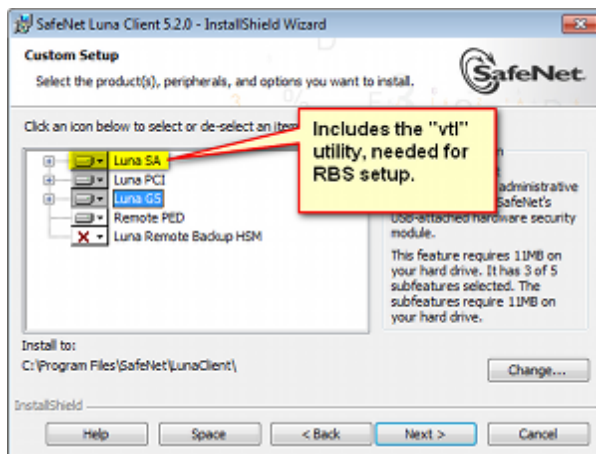 SafeNet Luna Client 5.2.0 - InstallShield Wizard
Custom Setup
Select the product(s), peripherals, and options you want to install.
SafeNet
Click an icon below to select or de-select an item
Includes the "vtl"
utility, needed for
RBS setup.
Luna SA
Luna PCI
Luna G5
Remote PED
Luna Remote Backup HSM
administrative
SafeNet's
USB-attached hardware security
module.
This feature requires 11MB on
your hard drive. It has 3 of 5
subfeatures selected. The
subfeatures require 11MB on
your hard drive.
Install to:
C:\Program Files\SafeNet\LunaClient\
Change...
InstallShield
Help
Space
< Back
Next >
Cancel